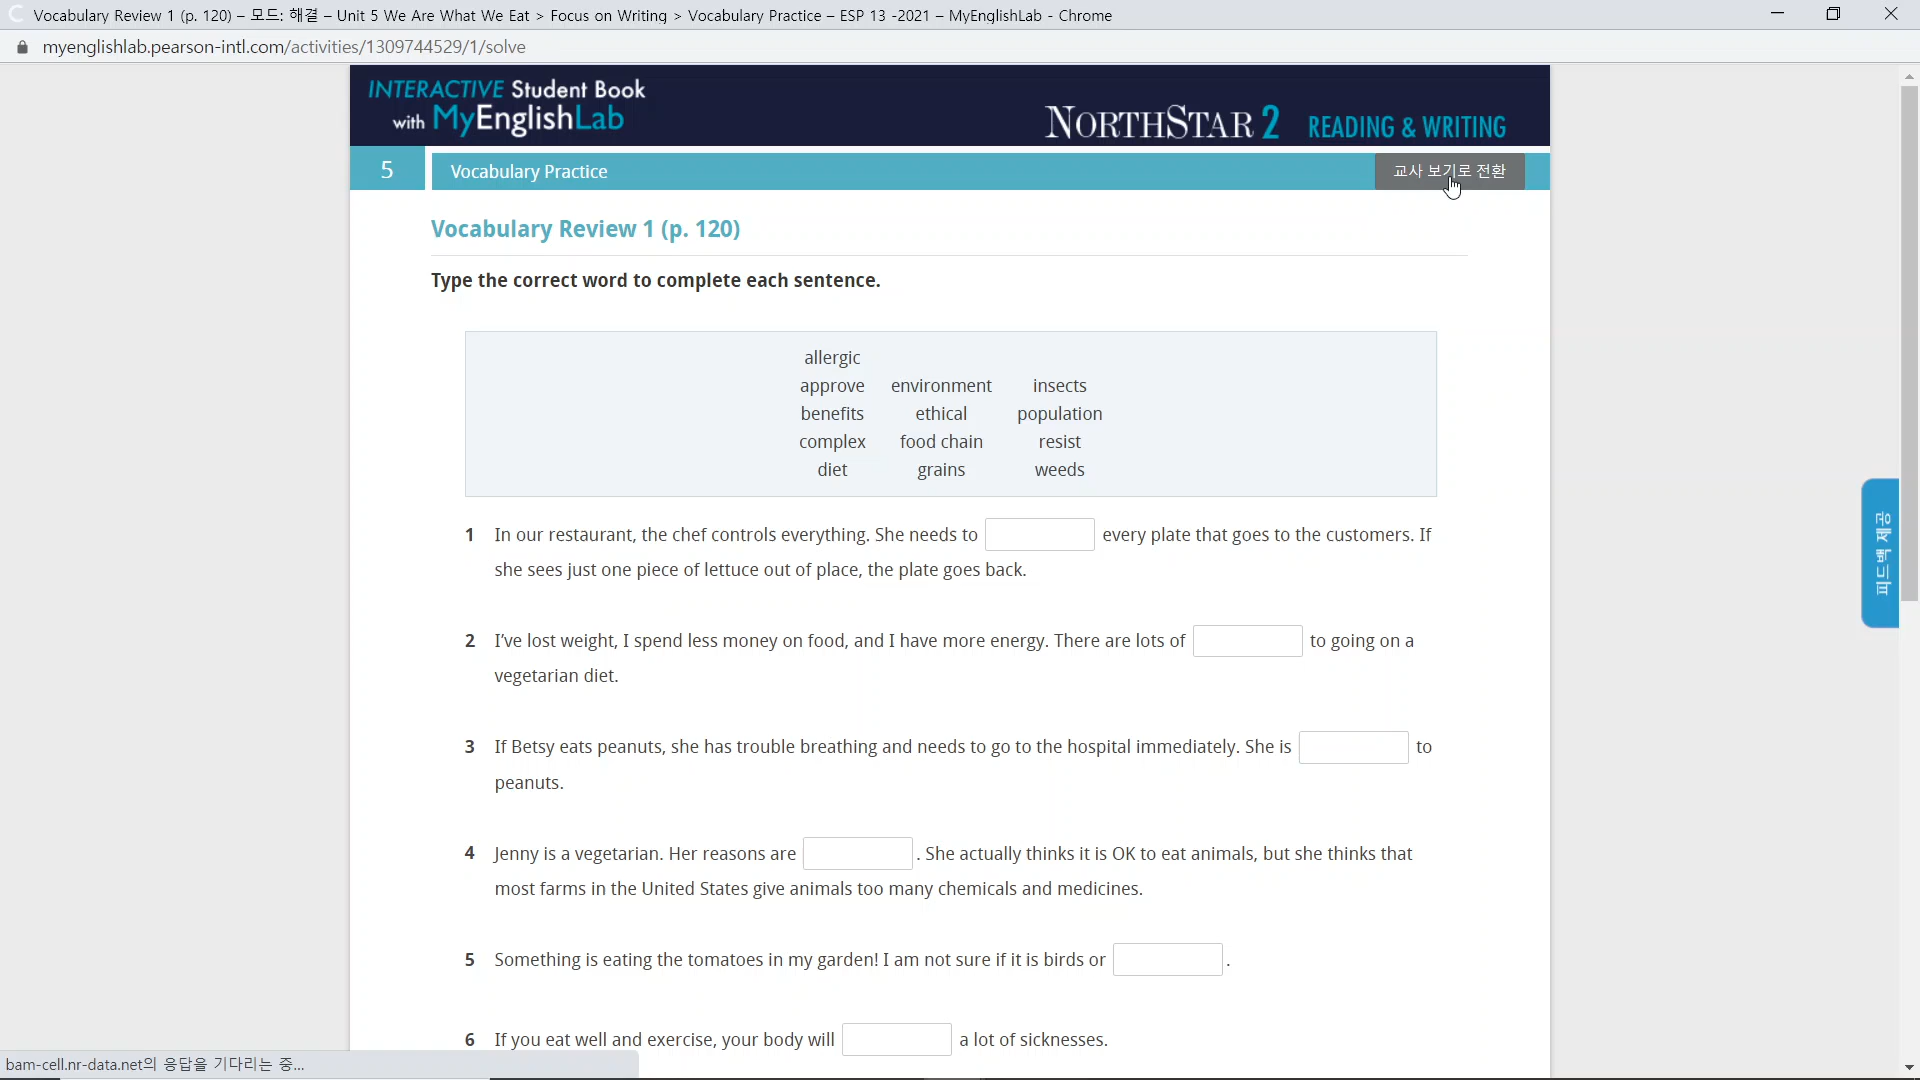 Vocabulary Review 1 (p. 120) – 모드: 해결 – Unit 5 We Are What We Eat > Focus on Writing > Vocabulary Practice – ESP 13 -2021 – MyEnglishLab - Chrome
myenglishlab.pearson-intl.com/activities/1309744529/1/solve
INTERACTIVE Student Book
with MyEnglishLab
NORTHSTAR 2 READING & WRITING
5 Vocabulary Practice 교사 보기로 전환
Vocabulary Review 1 (p. 120)
Type the correct word to complete each sentence.
allergic
approve environment insects
benefits ethical population
complex food chain resist
diet grains weeds
1 In our restaurant, the chef controls everything. She needs to every plate that goes to the customers. If
she sees just one piece of lettuce out of place, the plate goes back.
2 I've lost weight, I spend less money on food, and I have more energy. There are lots of to going on a
vegetarian diet.
3 If Betsy eats peanuts, she has trouble breathing and needs to go to the hospital immediately. She is to
peanuts.
4 Jenny is a vegetarian. Her reasons are . She actually thinks it is OK to eat animals, but she thinks that
most farms in the United States give animals too many chemicals and medicines.
5 Something is eating the tomatoes in my garden! I am not sure if it is birds or .
6 If you eat well and exercise, your body will a lot of sicknesses.
피드백 제공
bam-cell.nr-data.net의 응답을 기다리는 중...